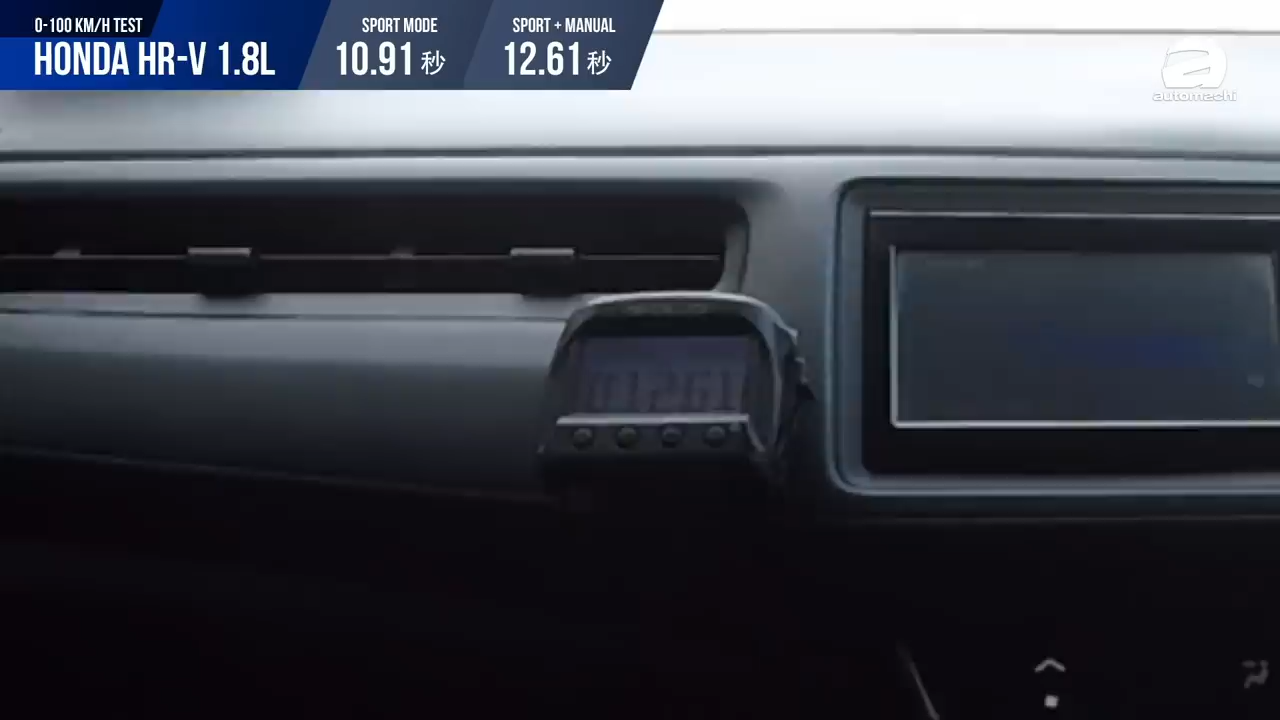 0-100 KM/H TEST
HONDA HR-V 1.8L
SPORT MODE
10.91 秒
SPORT + MANUAL
12.61 秒
automachi